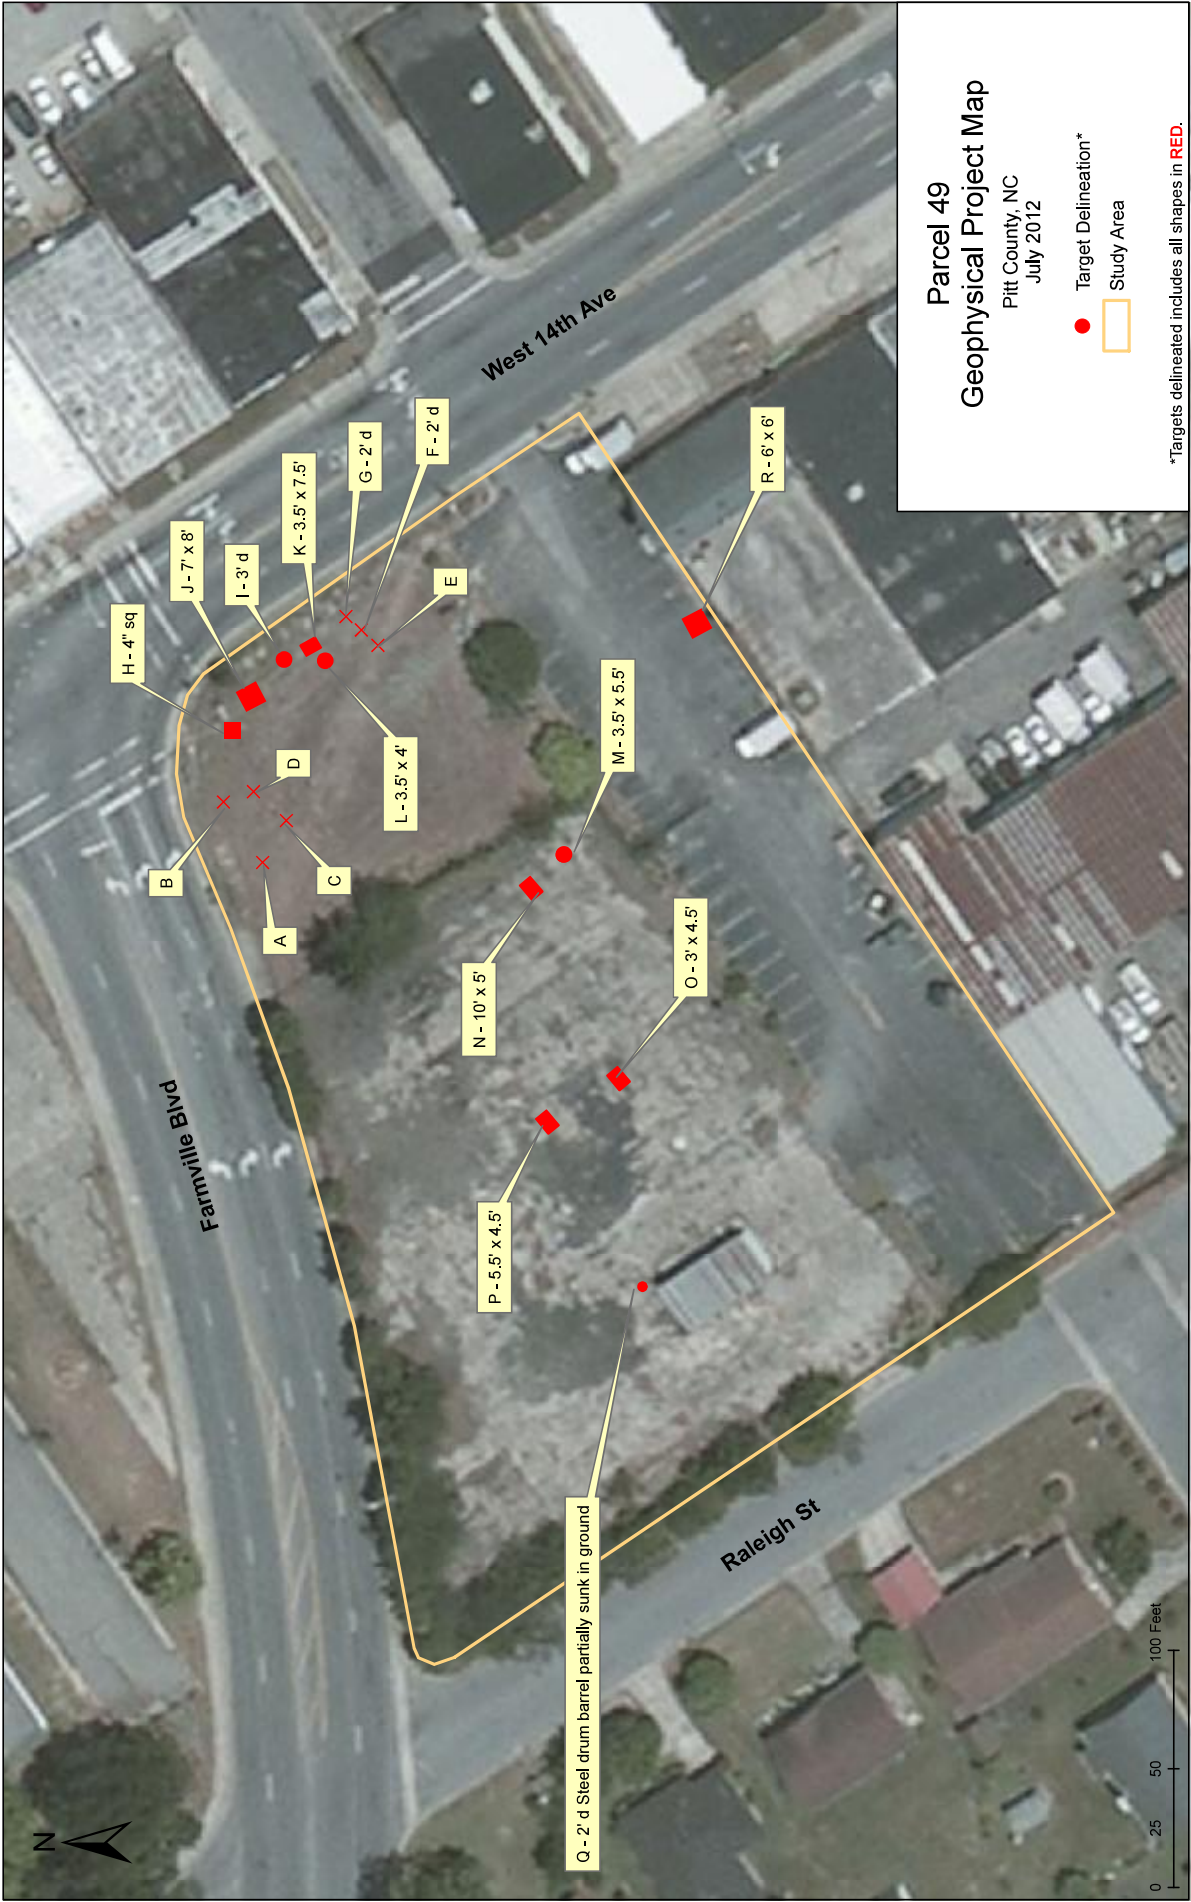 Parcel 49
Geophysical Project Map
Pitt County, NC
July 2012
Target Delineation*
Study Area
*Targets delineated includes all shapes in RED.
N
Farmville Blvd
West 14th Ave
Raleigh St
A
B
C
D
E
F - 2' d
G - 2' d
H - 4" sq
I - 3' d
J - 7' x 8'
K - 3.5' x 7.5'
L - 3.5' x 4'
M - 3.5' x 5.5'
N - 10' x 5'
O - 3' x 4.5'
P - 5.5' x 4.5'
Q - 2' d Steel drum barrel partially sunk in ground
R - 6' x 6'
0 25 50 100 Feet